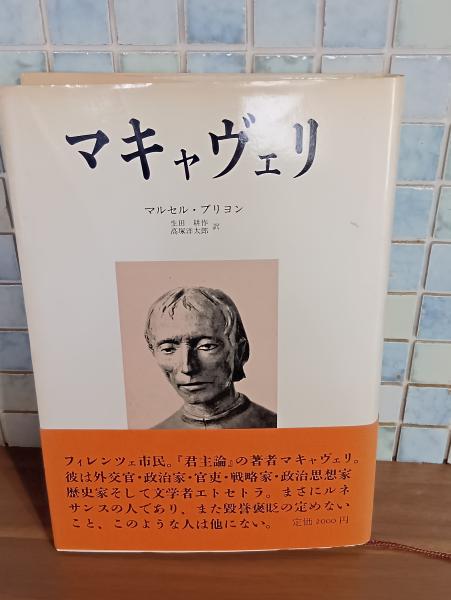 マキャヴェリ
マルセル・ブリヨン
生田 耕作
高塚洋太郎 訳
フィレンツェ市民。『君主論』の著者マキャヴェリ。
彼は外交官・政治家・官吏・戦略家・政治思想家
歴史家そして文学者エトセトラ。まさにルネ
サンスの人であり、また毀誉褒貶の定めない
こと、このような人は他にない。 定価2000円